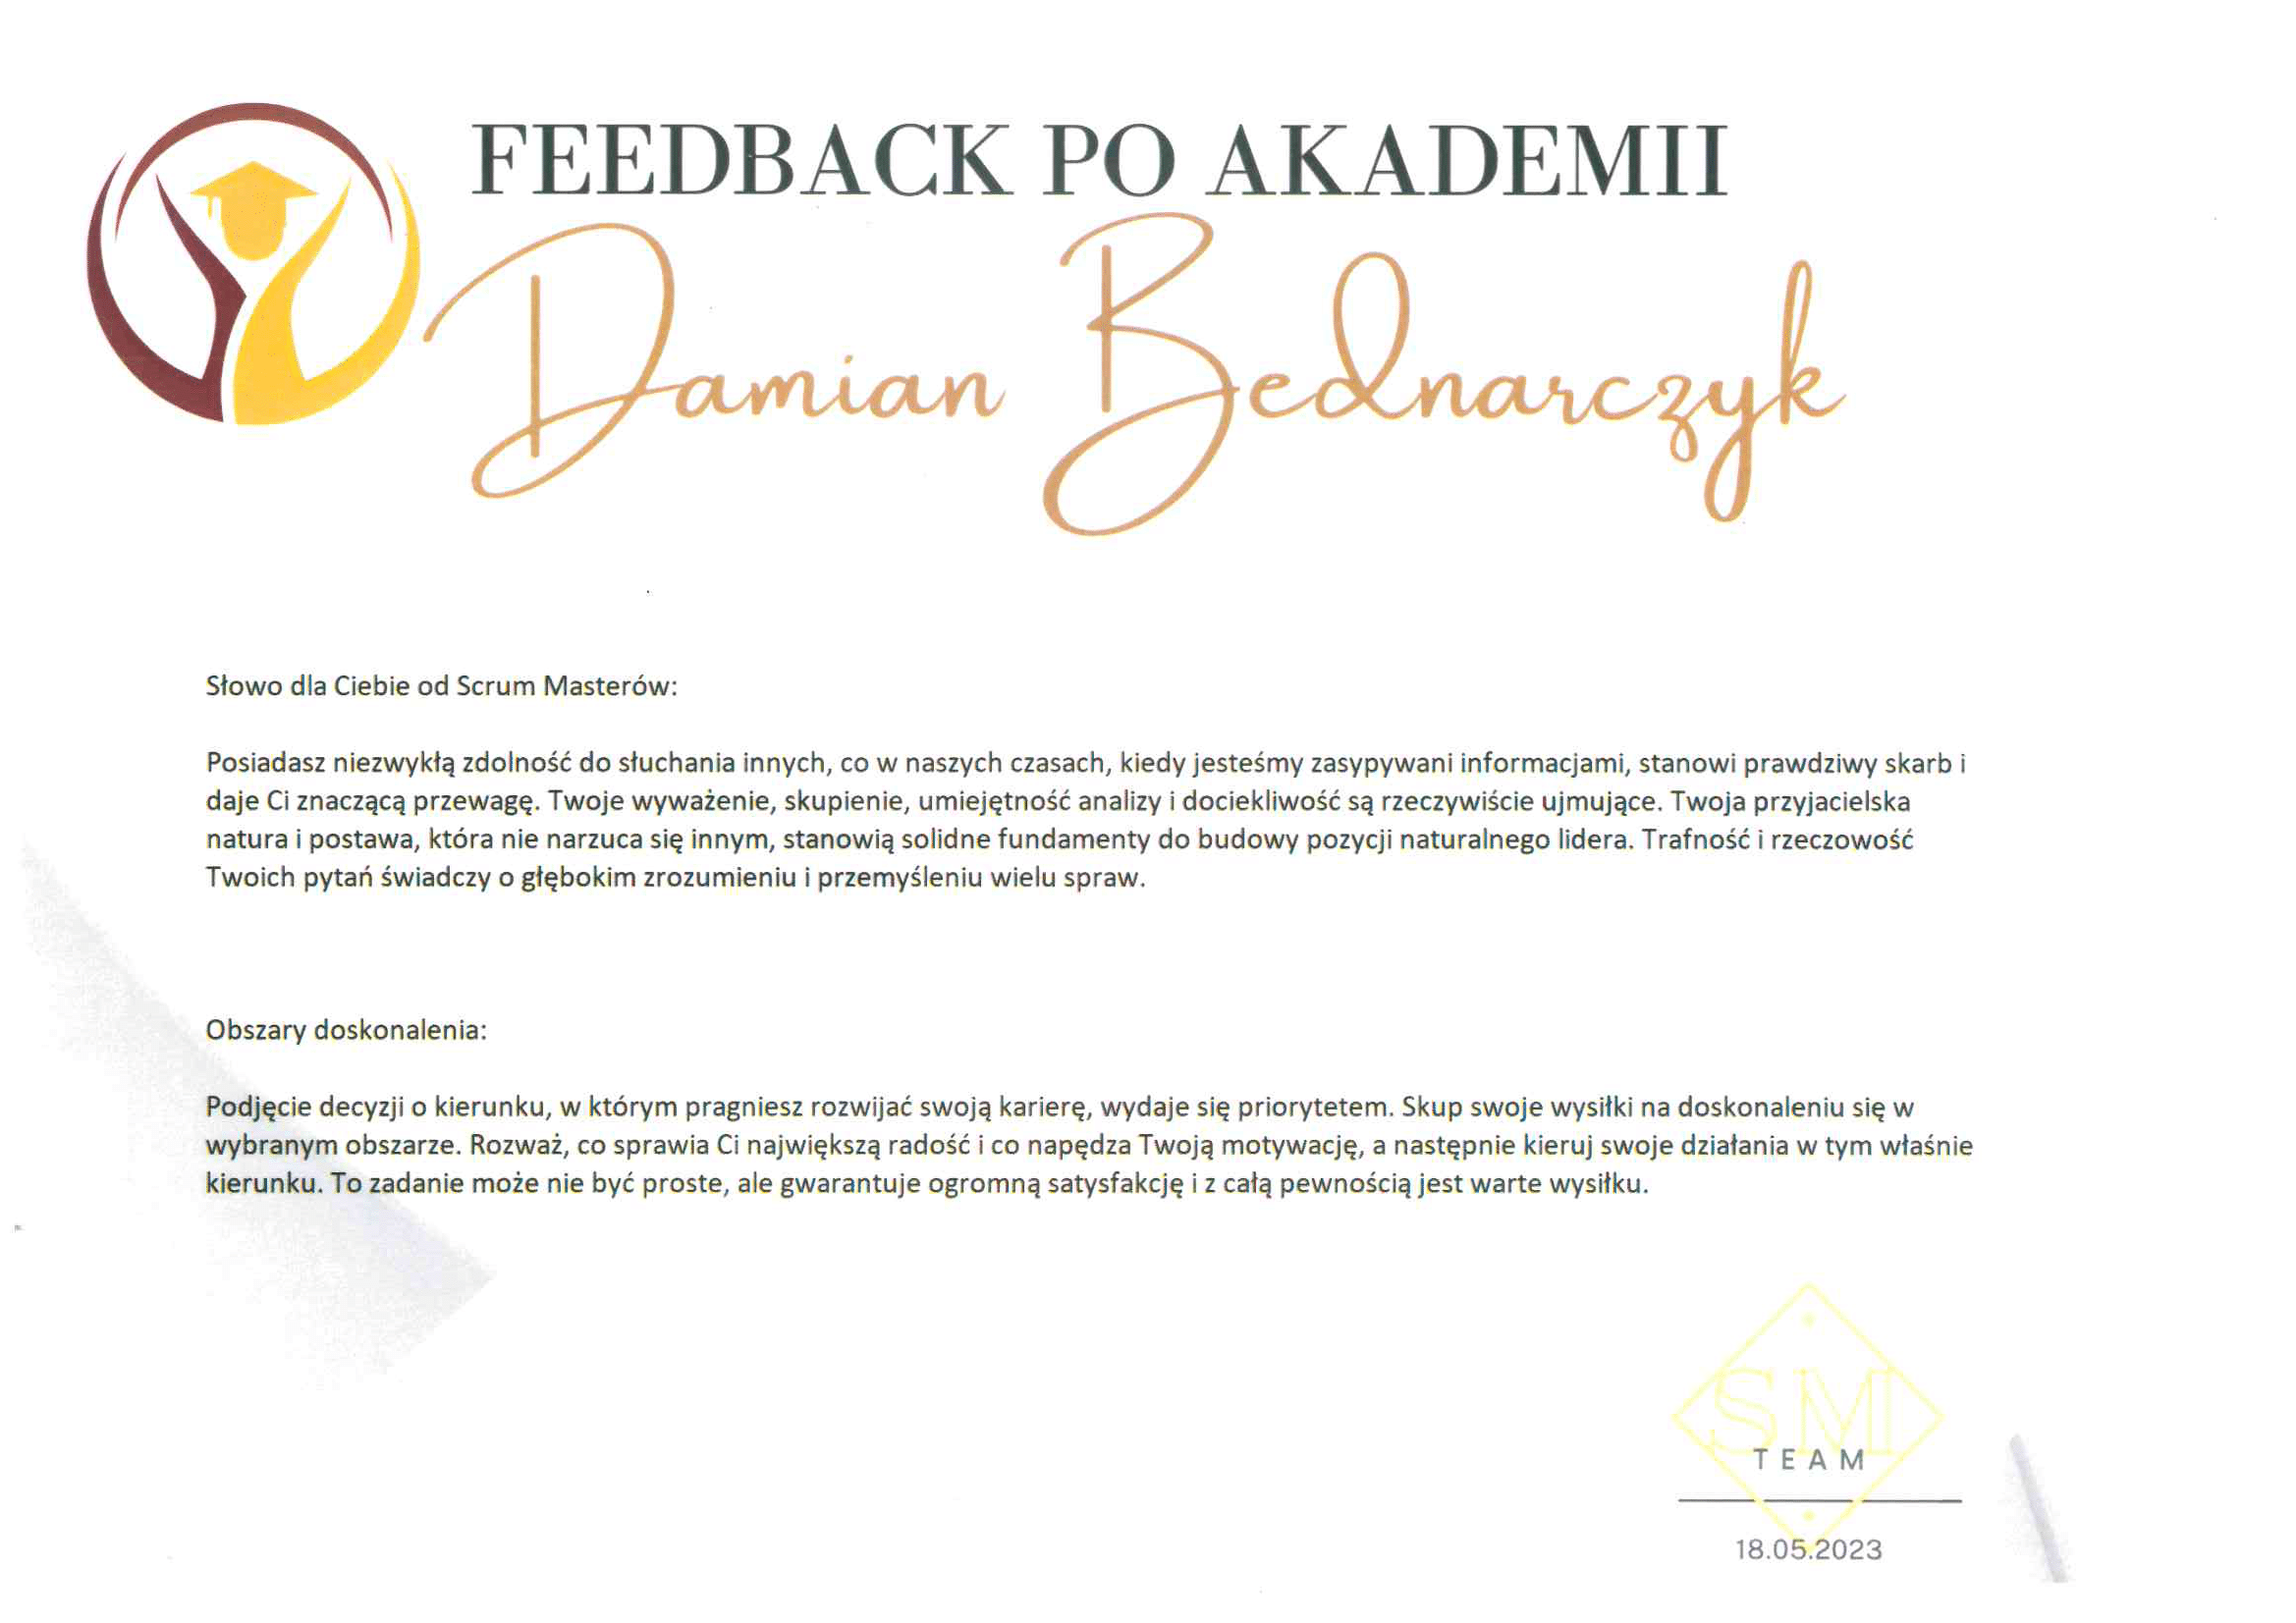 FEEDBACK PO AKADEMII
Damian Bednarczyk
Słowo dla Ciebie od Scrum Masterów:
Posiadasz niezwykłą zdolność do słuchania innych, co w naszych czasach, kiedy jesteśmy zasypywani informacjami, stanowi prawdziwy skarb i
daje Ci znaczącą przewagę. Twoje wyważenie, skupienie, umiejętność analizy i dociekliwość są rzeczywiście ujmujące. Twoja przyjacielska
natura i postawa, która nie narzuca się innym, stanowią solidne fundamenty do budowy pozycji naturalnego lidera. Trafność i rzeczowość
Twoich pytań świadczy o głębokim zrozumieniu i przemyśleniu wielu spraw.
Obszary doskonalenia:
Podjęcie decyzji o kierunku, w którym pragniesz rozwijać swoją karierę, wydaje się priorytetem. Skup swoje wysiłki na doskonaleniu się w
wybranym obszarze. Rozważ, co sprawia Ci największą radość i co napędza Twoją motywację, a następnie kieruj swoje działania w tym właśnie
kierunku. To zadanie może nie być proste, ale gwarantuje ogromną satysfakcję i z całą pewnością jest warte wysiłku.
SM
TEAM
18.05.2023